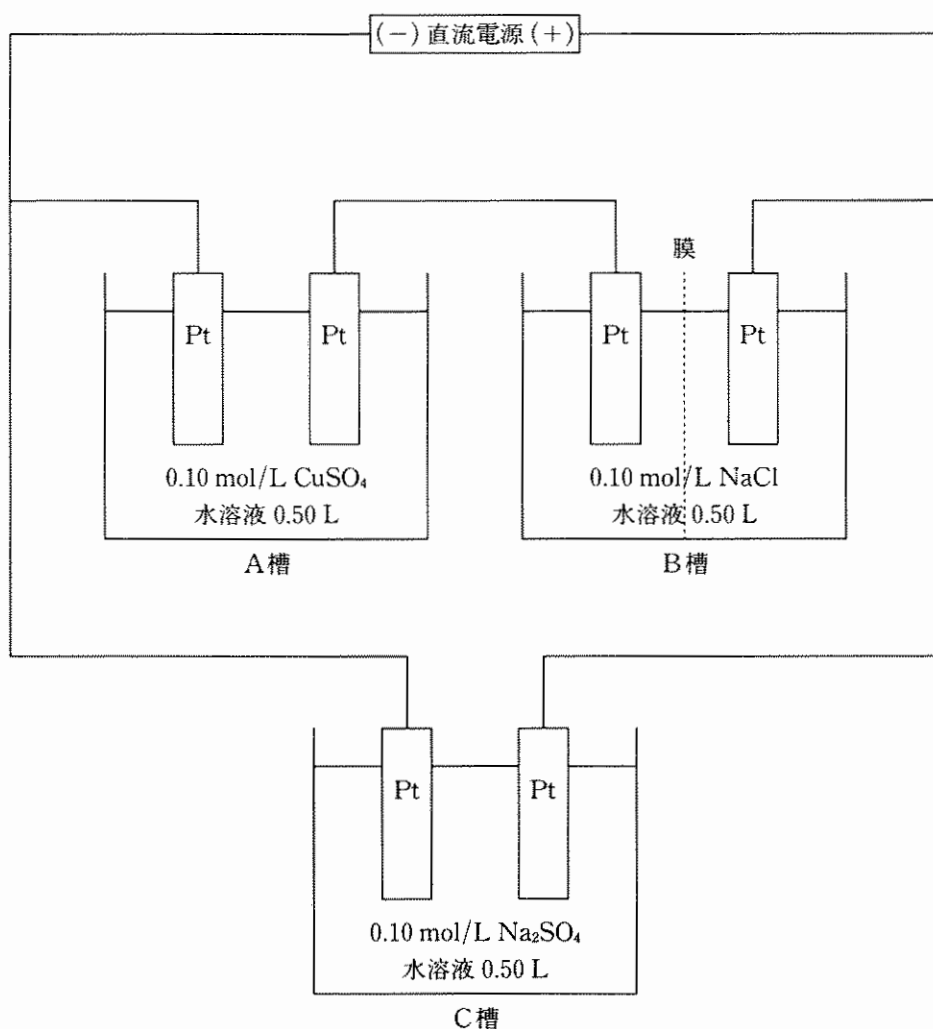 (−) 直流電源 (+)
膜
Pt
Pt
Pt
Pt
0.10 mol/L CuSO₄
水溶液 0.50 L
A槽
0.10 mol/L NaCl
水溶液 0.50 L
B槽
Pt
Pt
0.10 mol/L Na₂SO₄
水溶液 0.50 L
C槽